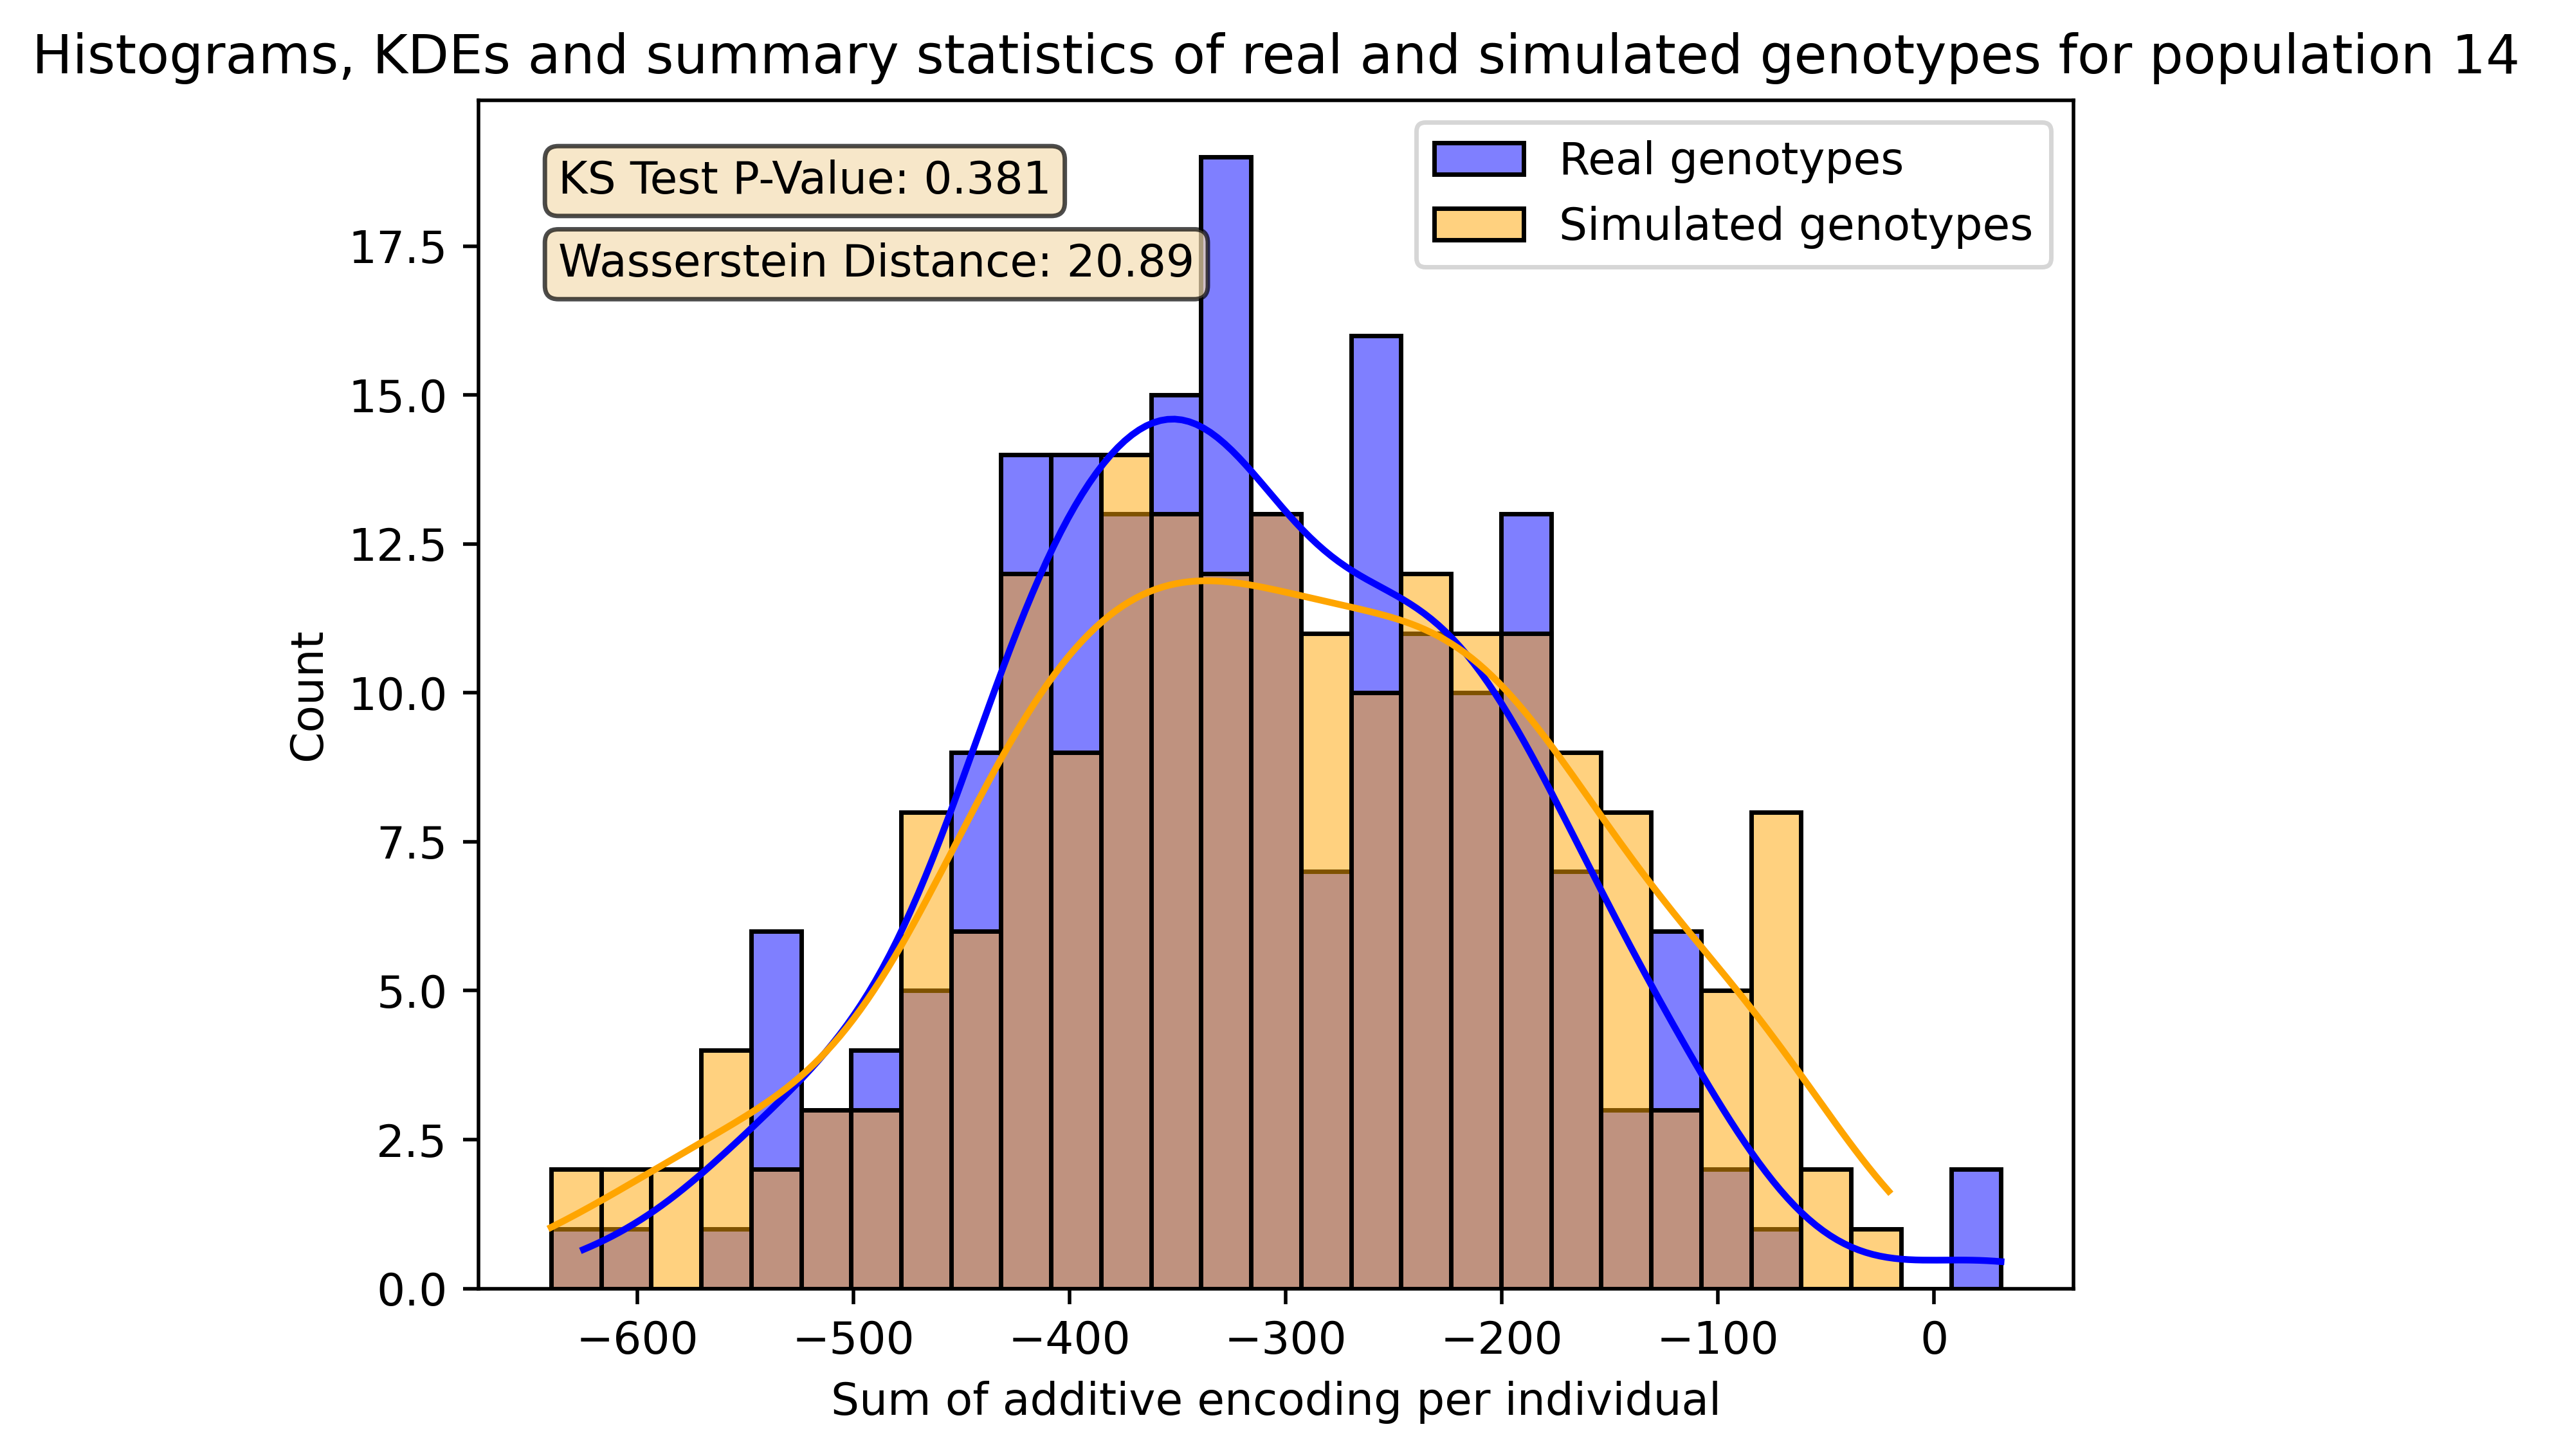 Histograms, KDEs and summary statistics of real and simulated genotypes for population 14
KS Test P-Value: 0.381
Wasserstein Distance: 20.89
Real genotypes
Simulated genotypes
Count
17.5
15.0
12.5
10.0
7.5
5.0
2.5
0.0
−600 −500 −400 −300 −200 −100 0
Sum of additive encoding per individual